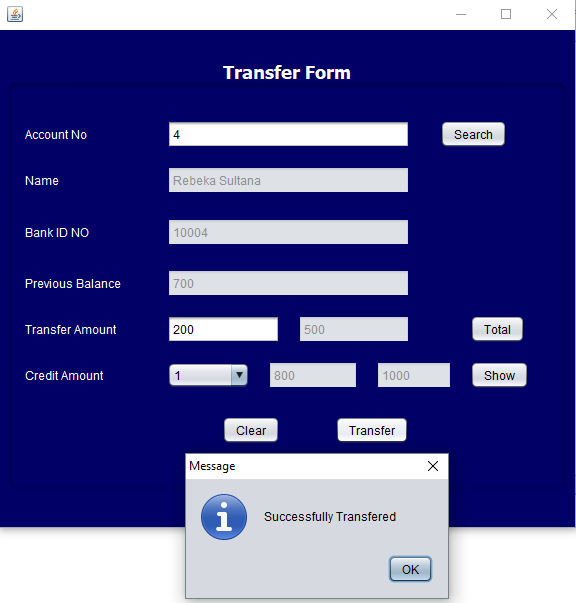 Transfer Form
Account No 4 Search
Name Rebeka Sultana
Bank ID NO 10004
Previous Balance 700
Transfer Amount 200 500 Total
Credit Amount 1 800 1000 Show
Clear Transfer
Message
Successfully Transfered
OK